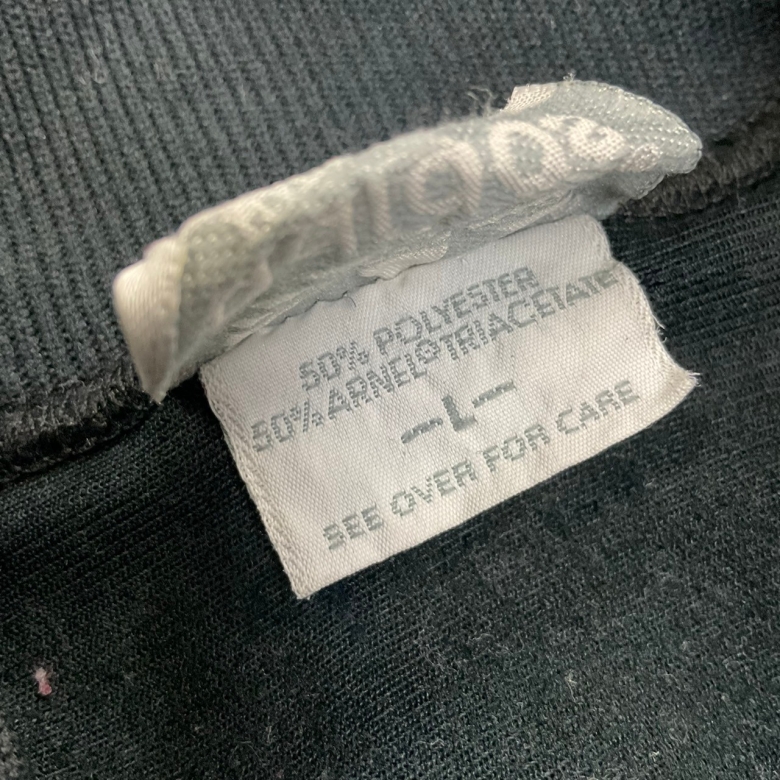 50% POLYESTER
50% ARNEL® TRIACETATE
-L-
SEE OVER FOR CARE